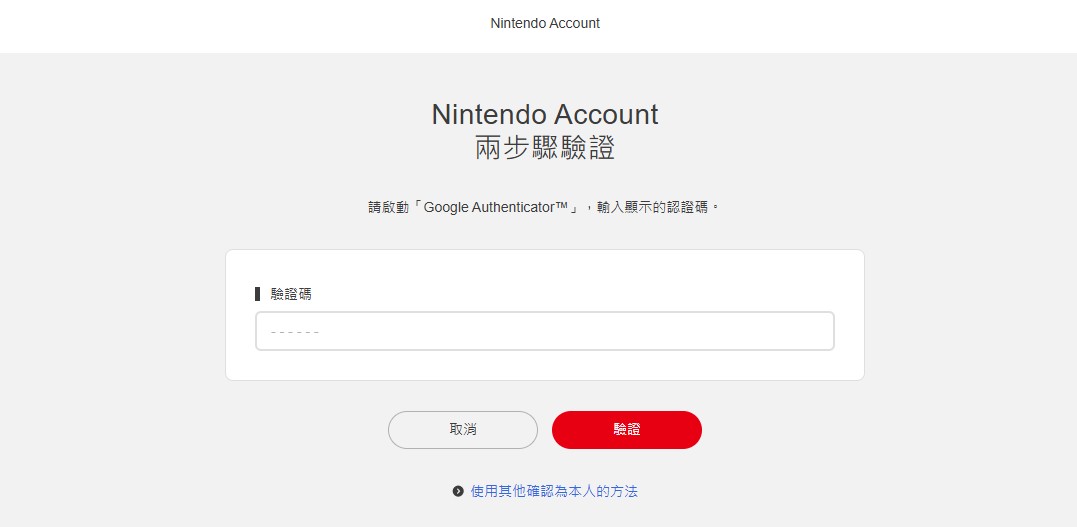 Nintendo Account
Nintendo Account
兩步驟驗證
請啟動「Google Authenticator™」，輸入顯示的認證碼。
驗證碼
------
取消
驗證
使用其他確認為本人的方法